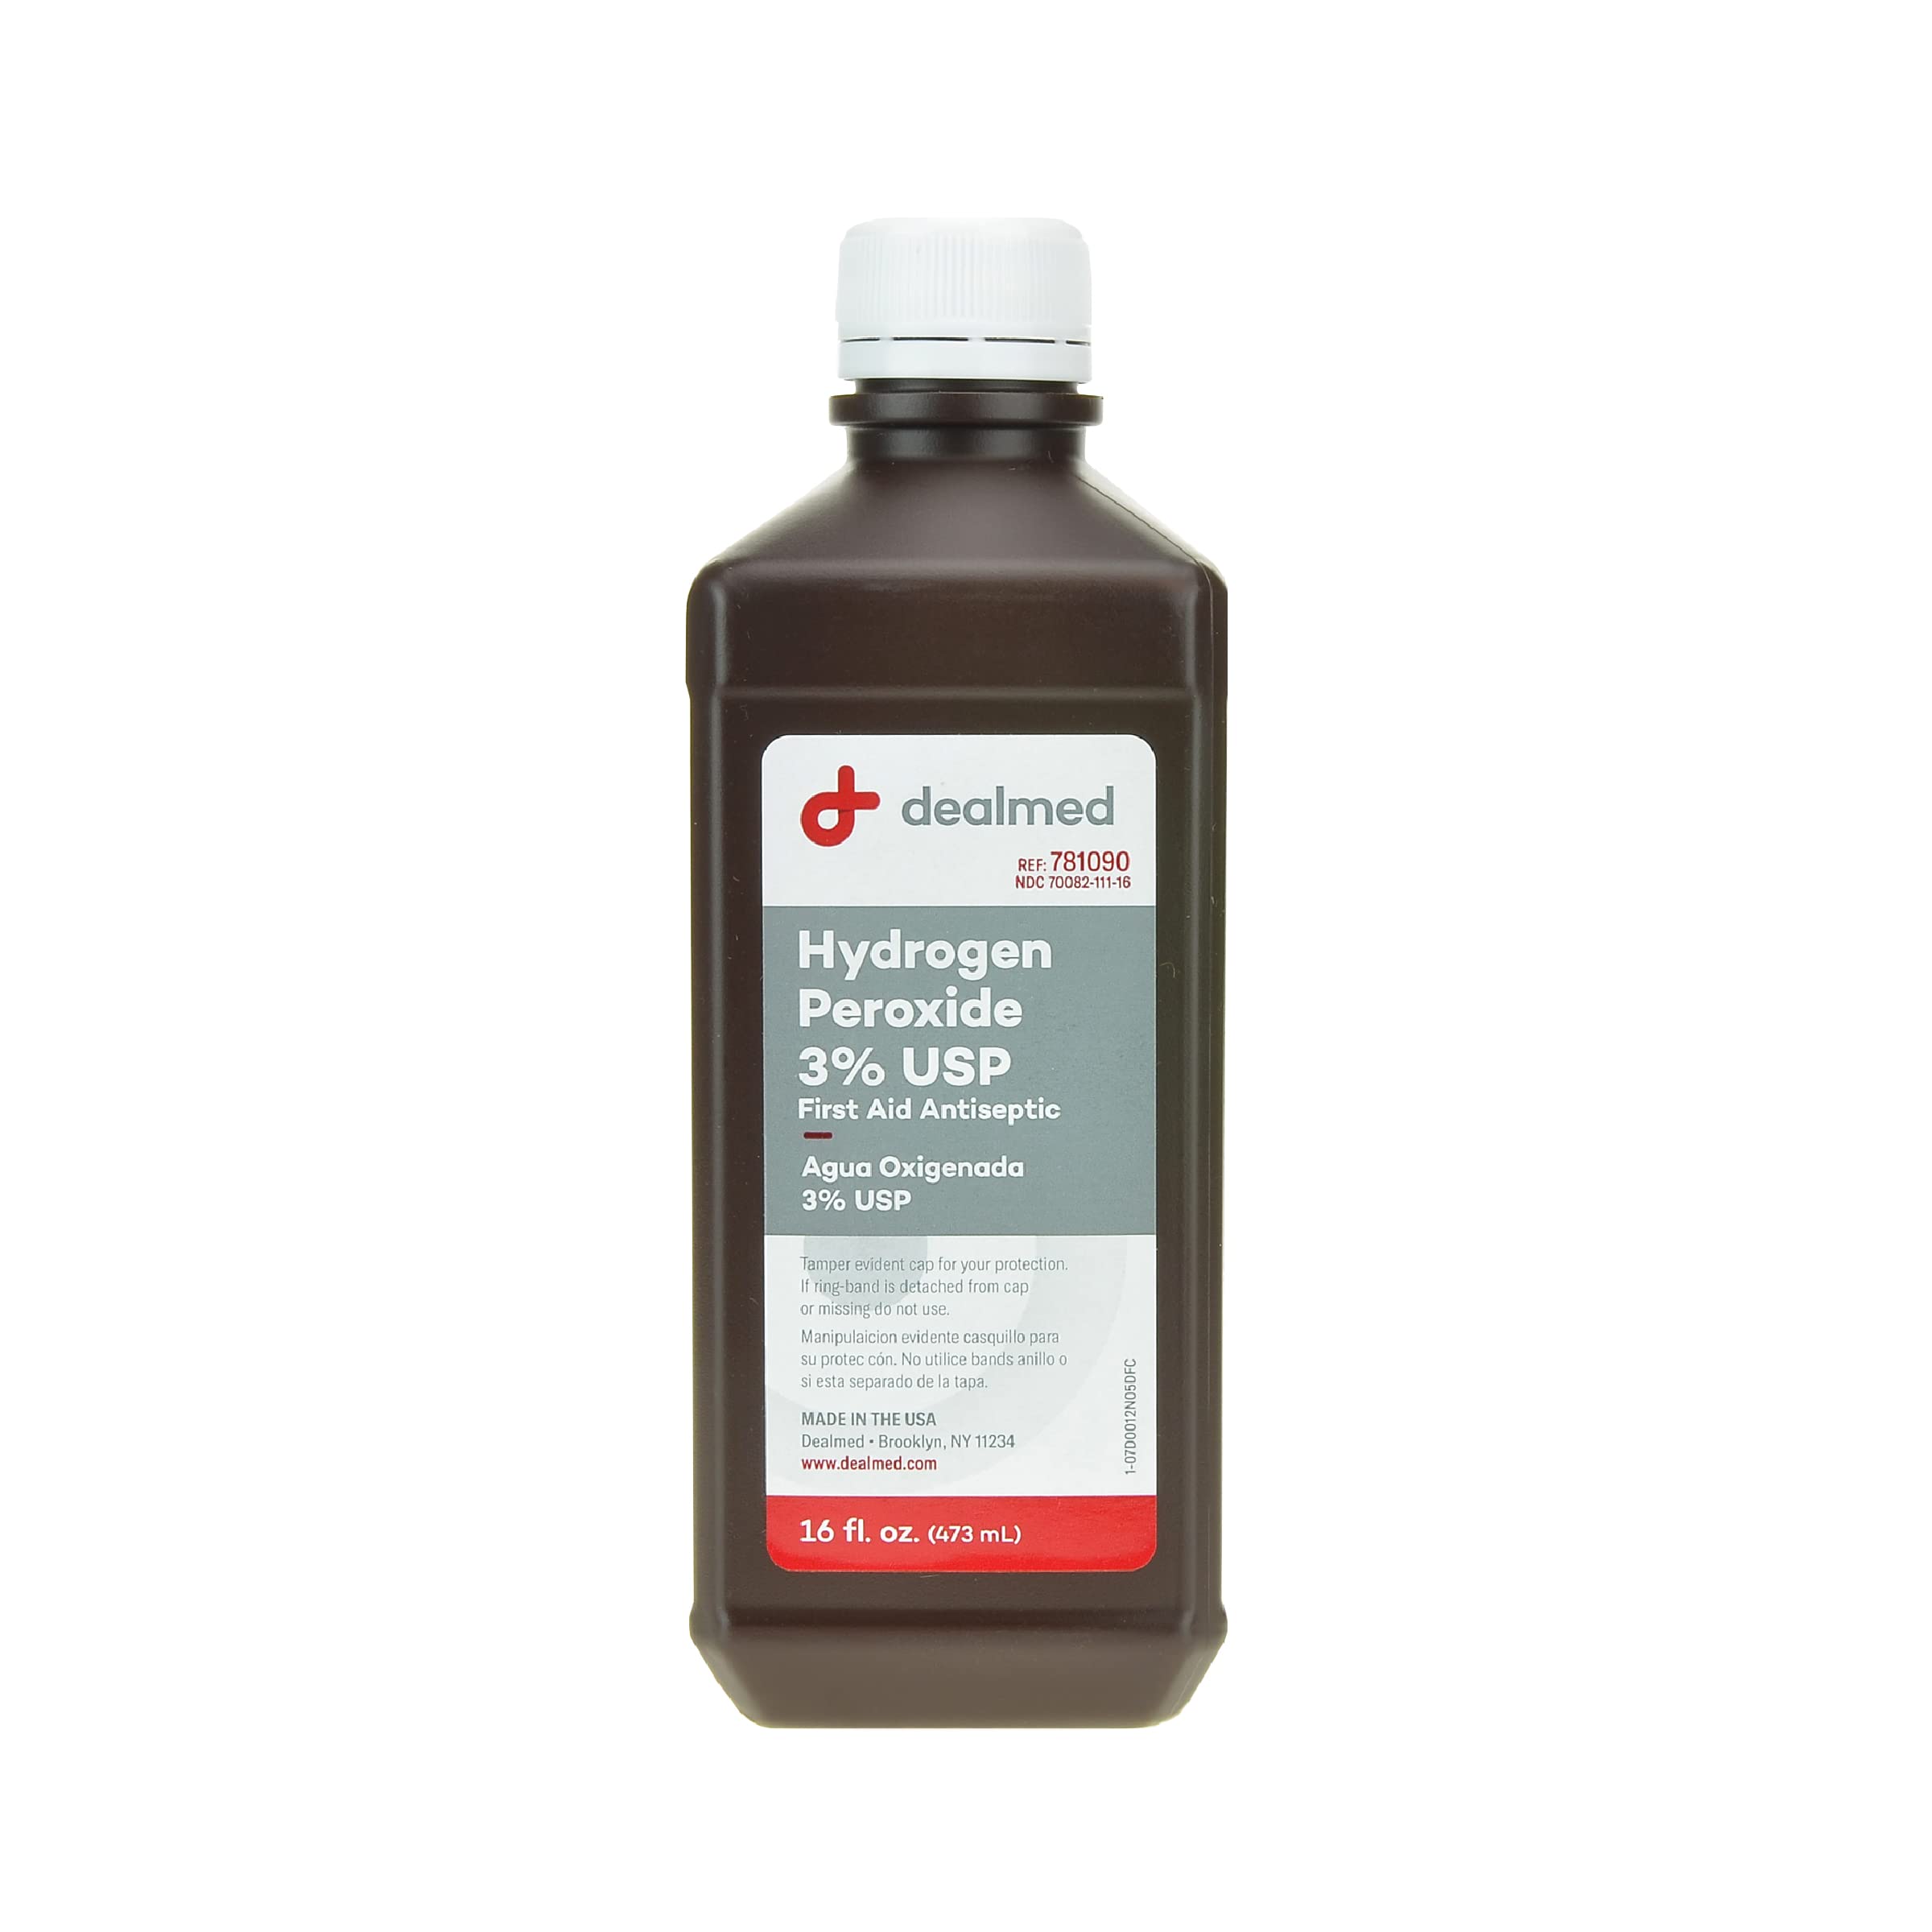 dealmed
REF: 781090
NDC 70082-111-16
Hydrogen
Peroxide
3% USP
First Aid Antiseptic
Agua Oxigenada
3% USP
Tamper evident cap for your protection.
If ring-band is detached from cap
or missing do not use.
Manipulaicion evidente casquillo para
su protec cón. No utilice bands anillo o
si esta separado de la tapa.
MADE IN THE USA
Dealmed • Brooklyn, NY 11234
www.dealmed.com
1-07D0012N05DFC
16 fl. oz. (473 mL)